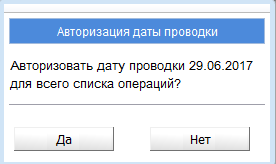 Авторизация даты проводки
Авторизовать дату проводки 29.06.2017
для всего списка операций?
Да
Нет